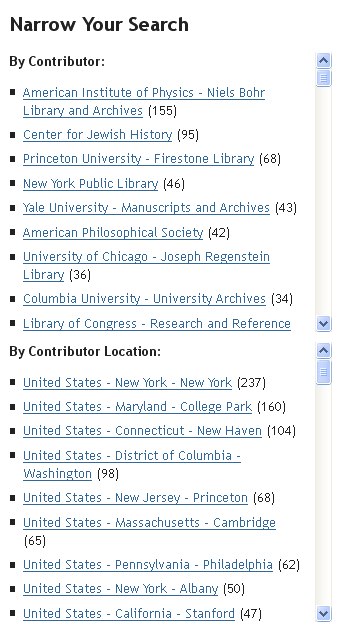 Narrow Your Search
By Contributor:
American Institute of Physics - Niels Bohr
Library and Archives (155)
Center for Jewish History (95)
Princeton University - Firestone Library (68)
New York Public Library (46)
Yale University - Manuscripts and Archives (43)
American Philosophical Society (42)
University of Chicago - Joseph Regenstein
Library (36)
Columbia University - University Archives (34)
Library of Congress - Research and Reference
By Contributor Location:
United States - New York - New York (237)
United States - Maryland - College Park (160)
United States - Connecticut - New Haven (104)
United States - District of Columbia -
Washington (98)
United States - New Jersey - Princeton (68)
United States - Massachusetts - Cambridge
(65)
United States - Pennsylvania - Philadelphia (62)
United States - New York - Albany (50)
United States - California - Stanford (47)